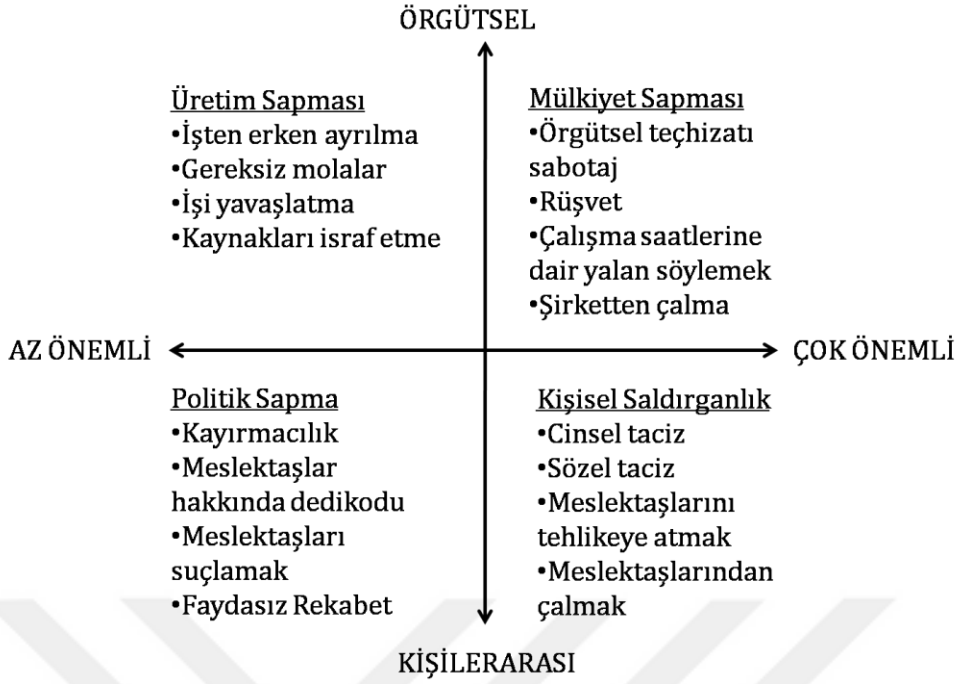 ÖRGÜTSEL
Üretim Sapması
•İşten erken ayrılma
•Gereksiz molalar
•İşi yavaşlatma
•Kaynakları israf etme
Mülkiyet Sapması
•Örgütsel teçhizatı
sabotaj
•Rüşvet
•Çalışma saatlerine
dair yalan söylemek
•Şirketten çalma
AZ ÖNEMLİ
ÇOK ÖNEMLİ
Politik Sapma
•Kayırmacılık
•Meslektaşlar
hakkında dedikodu
•Meslektaşları
suçlamak
•Faydasız Rekabet
Kişisel Saldırganlık
•Cinsel taciz
•Sözel taciz
•Meslektaşlarını
tehlikeye atmak
•Meslektaşlarından
çalmak
KİŞİLERARASI